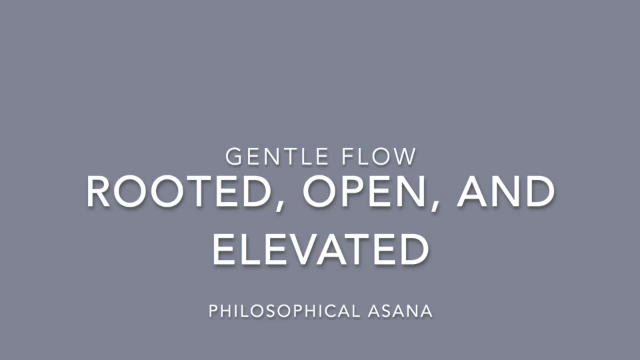 GENTLE FLOW
ROOTED, OPEN, AND
ELEVATED
PHILOSOPHICAL ASANA